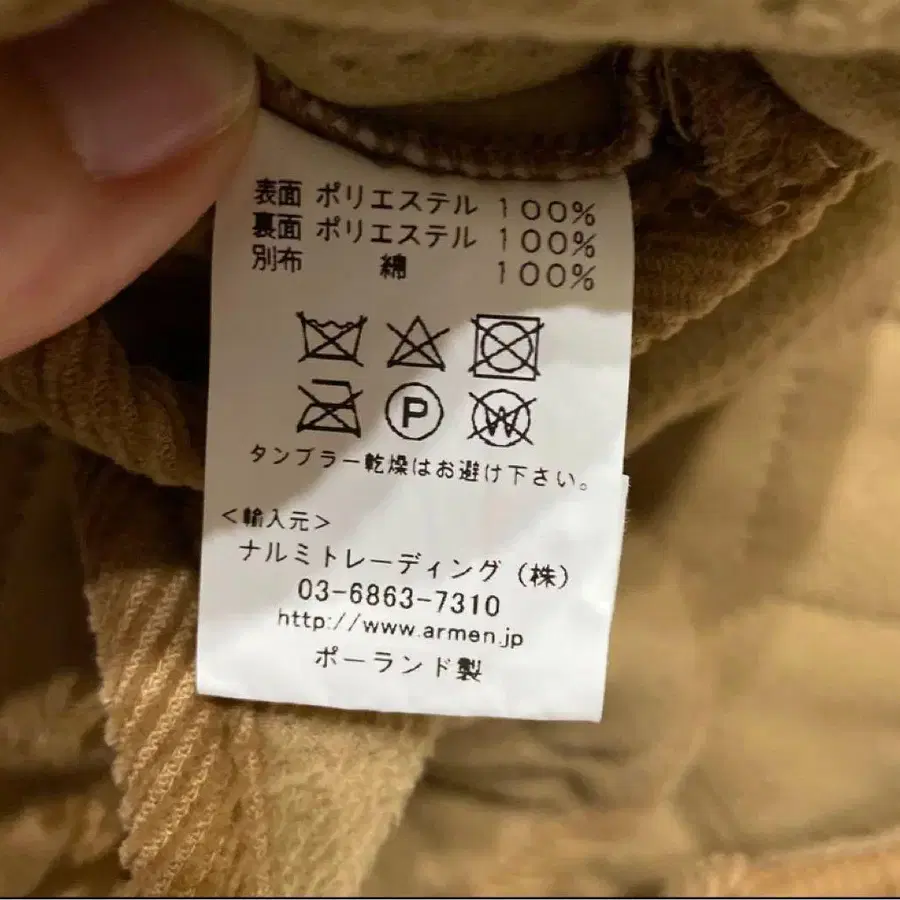 表面 ポリエステル 100%
裏面 ポリエステル 100%
別布 綿 100%
P W
タンブラー乾燥はお避け下さい。
<輸入元>
ナルミトレーディング(株)
03-6863-7310
http://www.armen.jp
ポーランド製